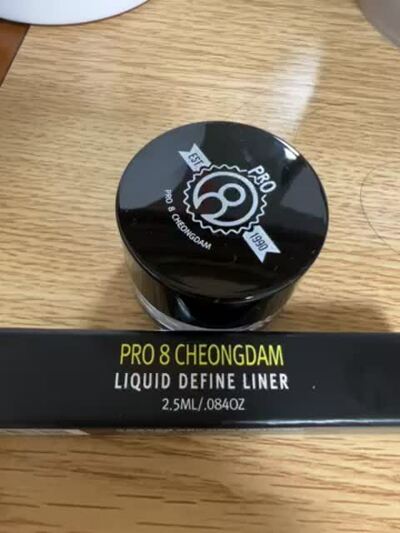 EST.
PRO
8
1990
PRO 8 CHEONGDAM
PRO 8 CHEONGDAM
LIQUID DEFINE LINER
2.5ML/.084OZ